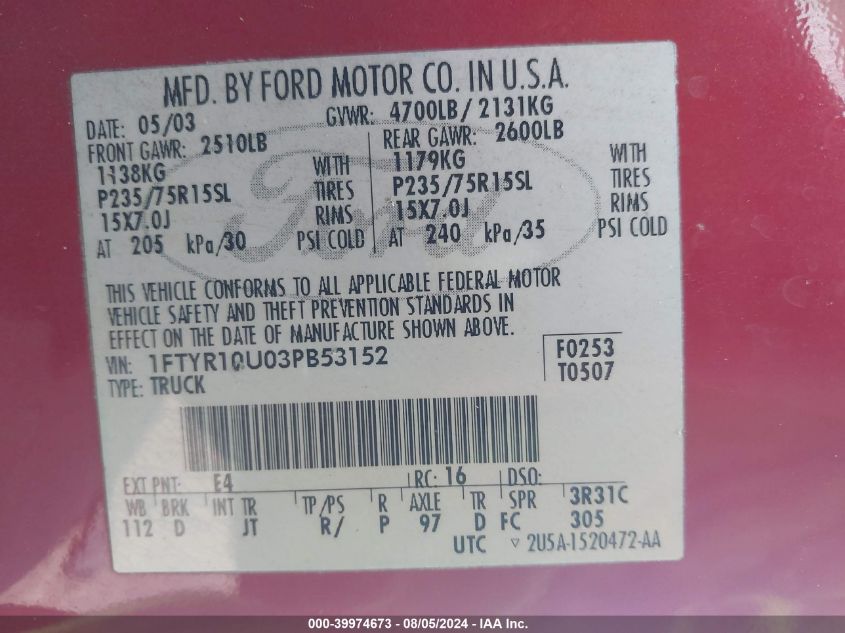 MFD. BY FORD MOTOR CO. IN U.S.A.
DATE: 05/03 GVWR: 4700LB/ 2131KG
FRONT GAWR: 2510LB REAR GAWR: 2600LB
1138KG WITH 1179KG WITH
P235/75R15SL TIRES P235/75R15SL TIRES
15X7.0J RIMS 15X7.0J RIMS
AT 205 kPa/30 PSI COLD AT 240 kPa/35 PSI COLD
Ford
THIS VEHICLE CONFORMS TO ALL APPLICABLE FEDERAL MOTOR
VEHICLE SAFETY AND THEFT PREVENTION STANDARDS IN
EFFECT ON THE DATE OF MANUFACTURE SHOWN ABOVE.
VIN: 1FTYR10U03PB53152 F0253
TYPE: TRUCK T0507
EXT PNT: E4 RC: 16 DSO:
WB BRK INT TR TP/PS R AXLE TR SPR 3R31C
112 D JT R/ P 97 D FC 305
UTC ▽ 2U5A-1520472-AA
000-39974673 - 08/05/2024 - IAA Inc.